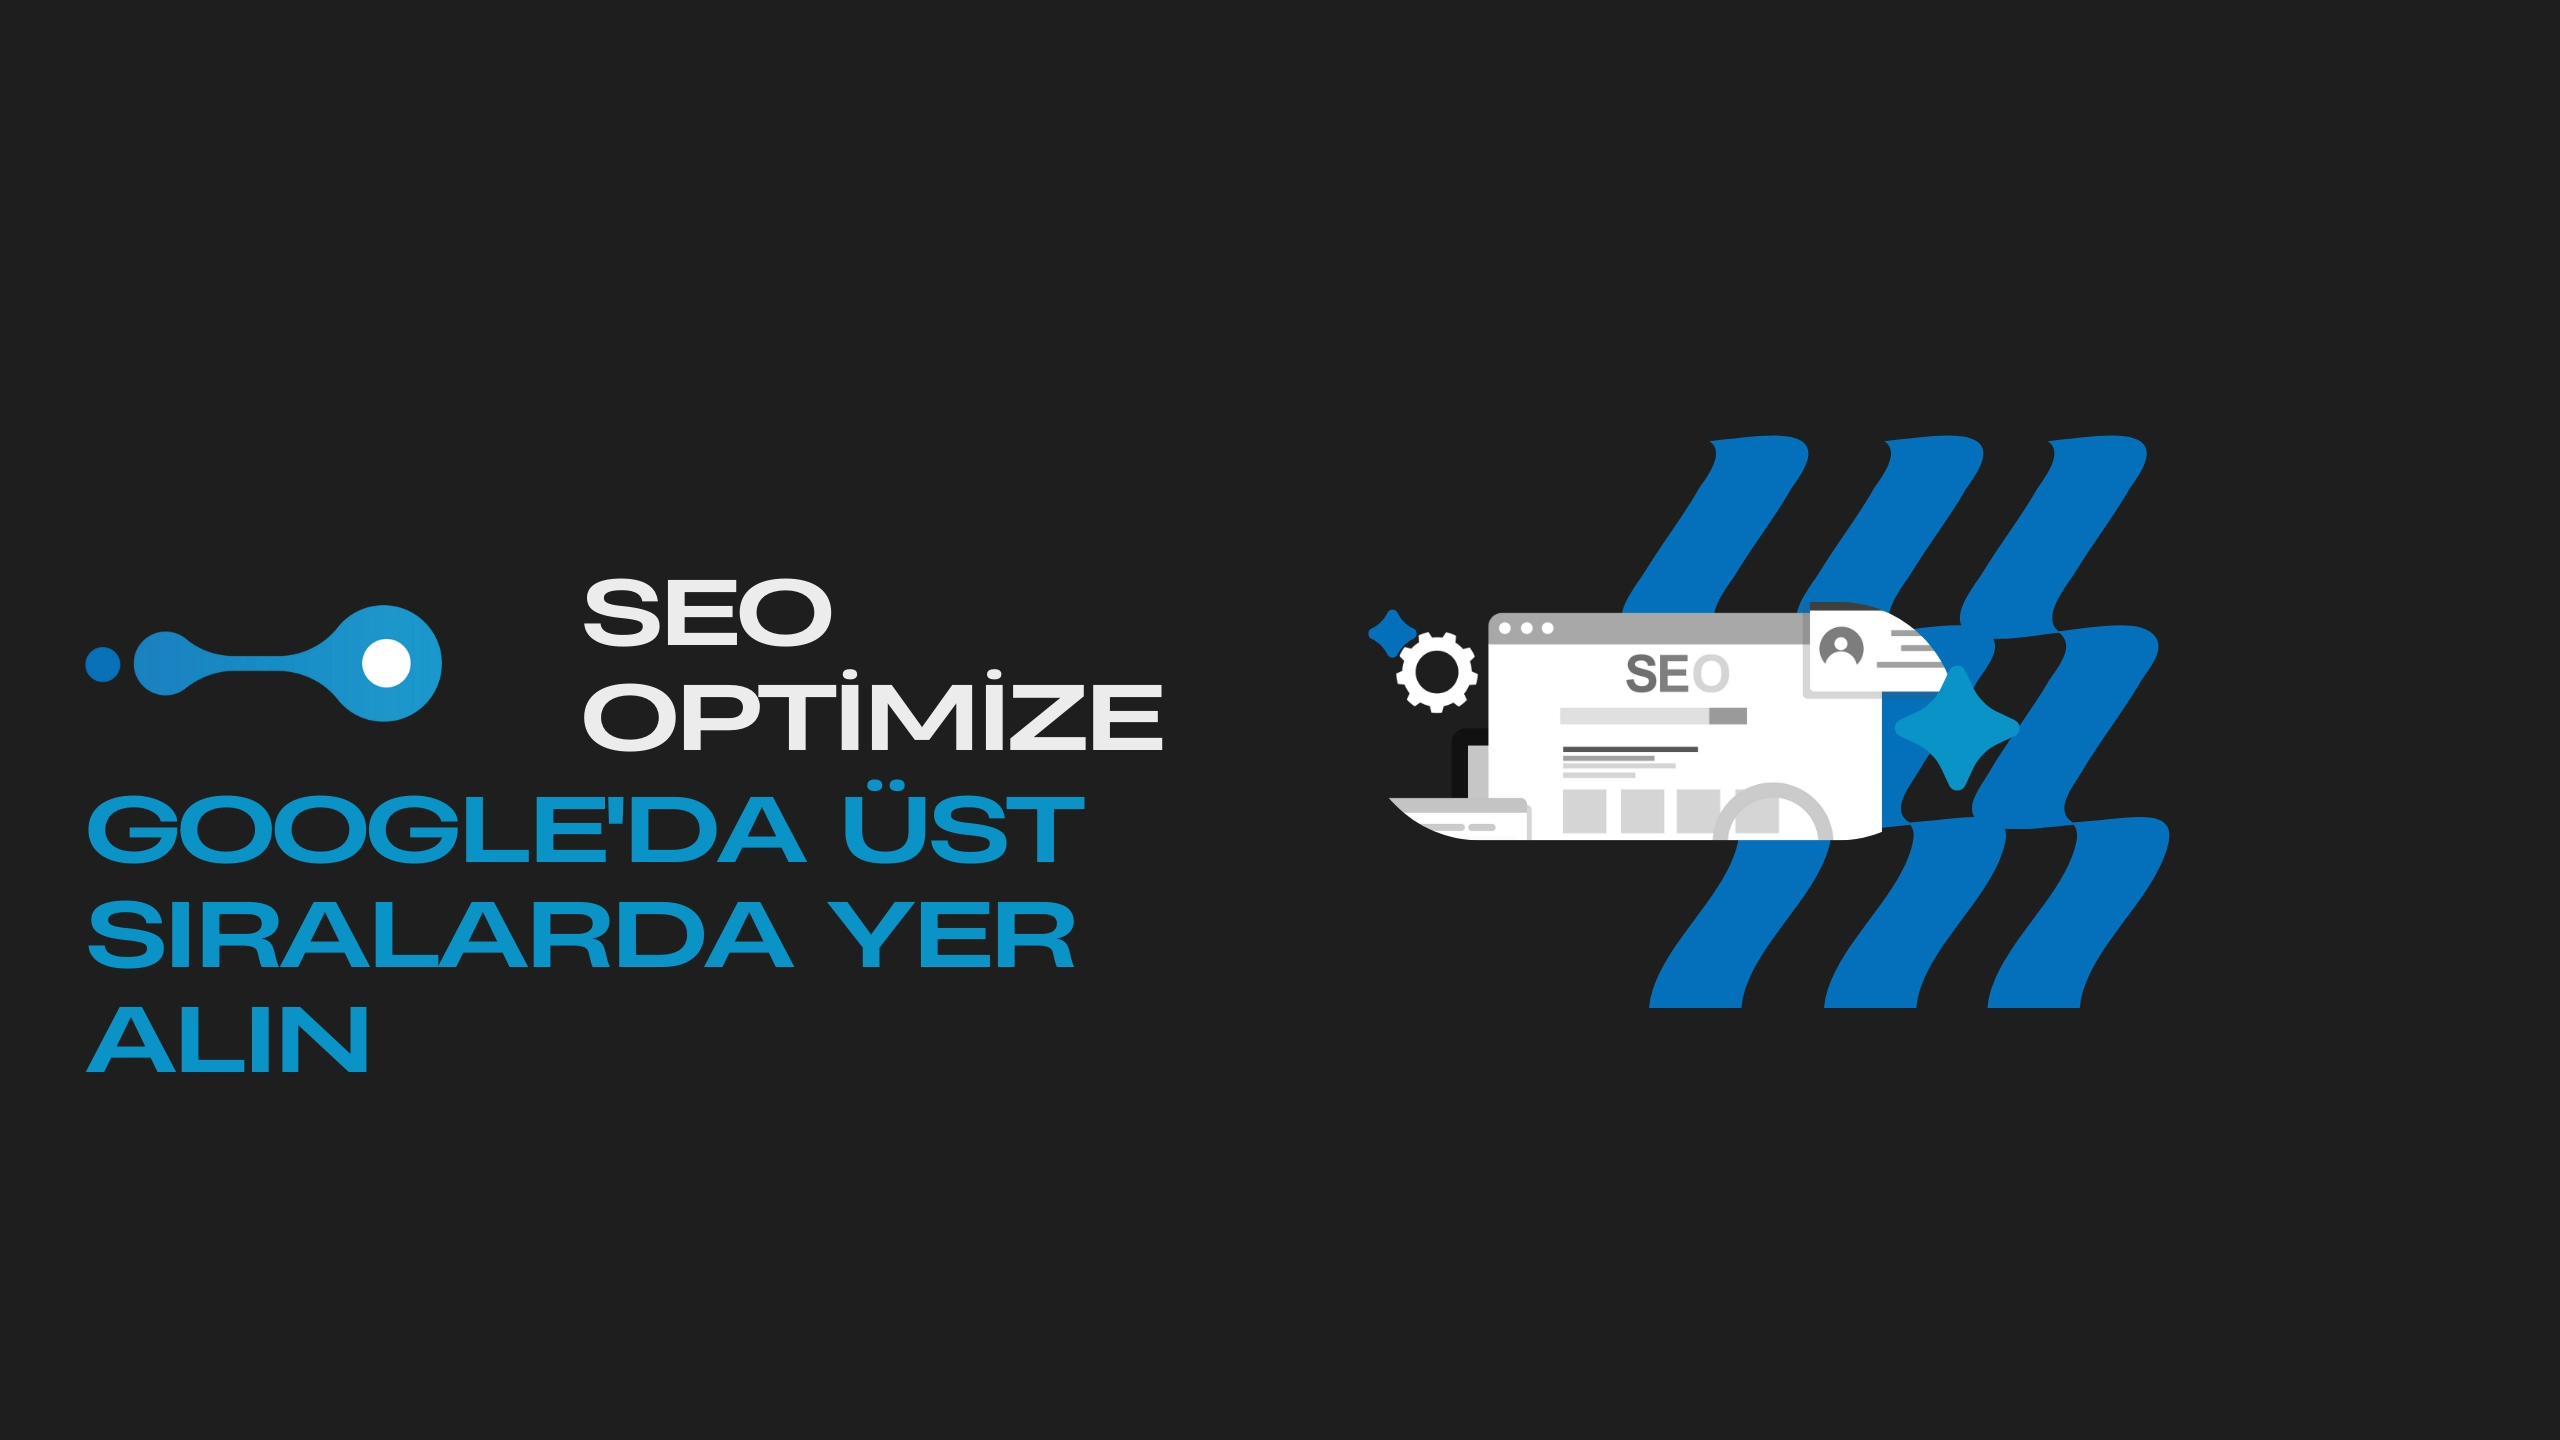 SEO
OPTİMİZE
GOOGLE'DA ÜST
SIRALARDA YER
ALIN
SEO